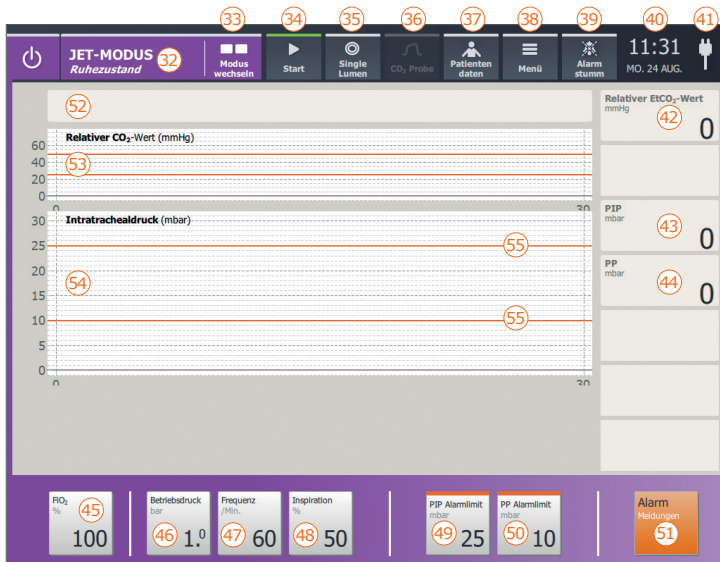 33 34 35 36 37 38 39 40 41
JET-MODUS
Ruhezustand
32
Modus
wechseln
Start
Single
Lumen
CO₂ Probe
Patienten
daten
Menü
Alarm
stumm
11:31
MO. 24 AUG.
52
Relativer EtCO₂-Wert
mmHg
42
0
Relativer CO₂-Wert (mmHg)
60
40
20
0
53
0 30
Intratrachealdruck (mbar)
30
25
20
15
10
5
0
55
54
55
0 30
PIP
mbar
43
0
PP
mbar
44
0
FiO₂
%
45
100
Betriebsdruck
bar
46
1.⁰
Frequenz
/Min.
47
60
Inspiration
%
48
50
PIP Alarmlimit
mbar
49
25
PP Alarmlimit
mbar
50
10
Alarm
Meldungen
51